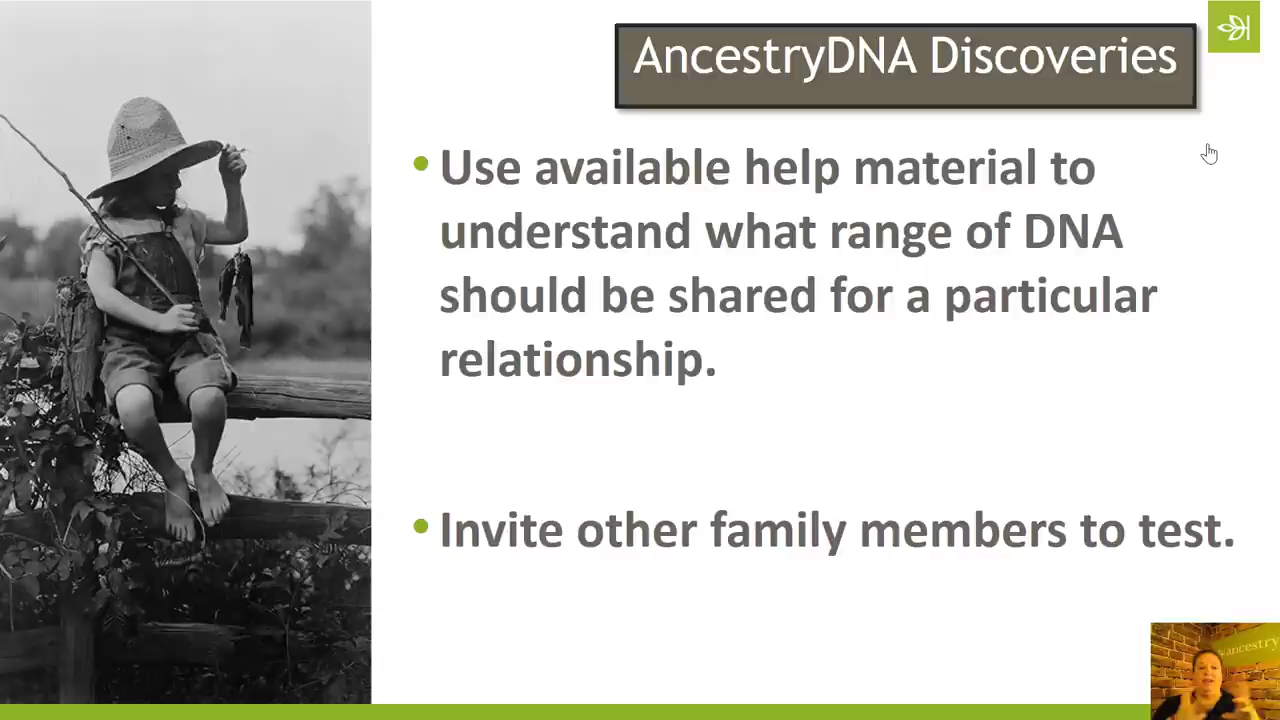 AncestryDNA Discoveries
• Use available help material to
understand what range of DNA
should be shared for a particular
relationship.
• Invite other family members to test.
ancestry